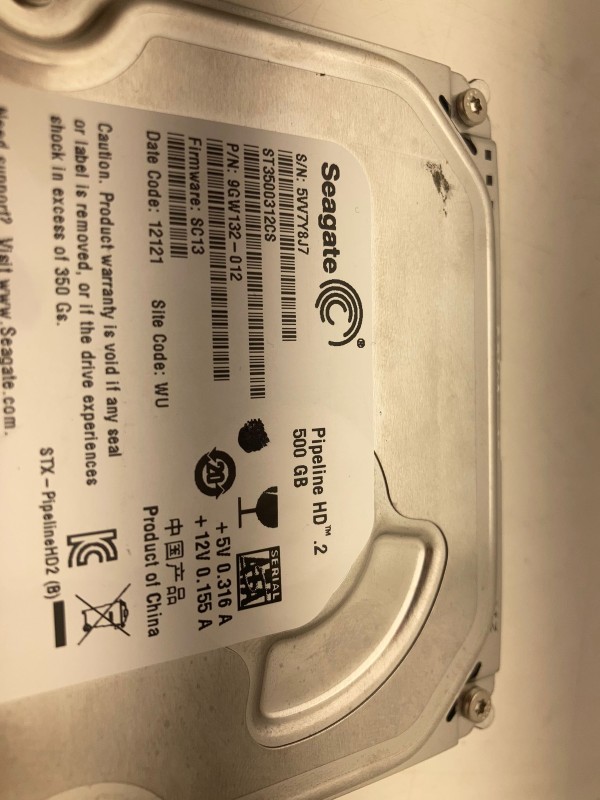 Seagate®
Pipeline HD™ .2
500 GB
S/N: 5VV7Y8J7
ST3500312CS
P/N: 9GW132-012
Firmware: SC13
Date Code: 12121 Site Code: WU
20
SERIAL
ATA
+5V 0.316 A
+12V 0.155 A
中国产品
Product of China
Caution. Product warranty is void if any seal
or label is removed, or if the drive experiences
shock in excess of 350 Gs.
Need support? Visit www.Seagate.com.
STX-PipelineHD2 (B)